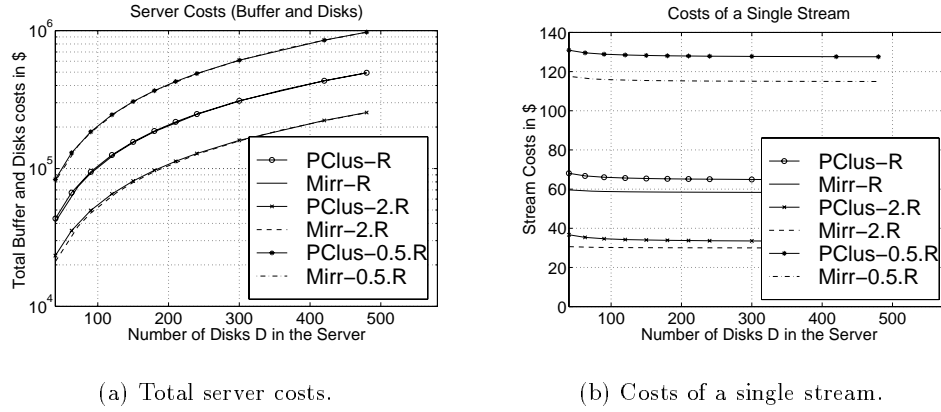 Server Costs (Buffer and Disks)
Total Buffer and Disks costs in $
10^6
10^5
10^4
100
200
300
400
500
Number of Disks D in the Server
PClus-R
Mirr-R
PClus-2.R
Mirr-2.R
PClus-0.5.R
Mirr-0.5.R
(a) Total server costs.
Costs of a Single Stream
Stream Costs in $
140
120
100
80
60
40
20
0
100
200
300
400
500
Number of Disks D in the Server
PClus-R
Mirr-R
PClus-2.R
Mirr-2.R
PClus-0.5.R
Mirr-0.5.R
(b) Costs of a single stream.